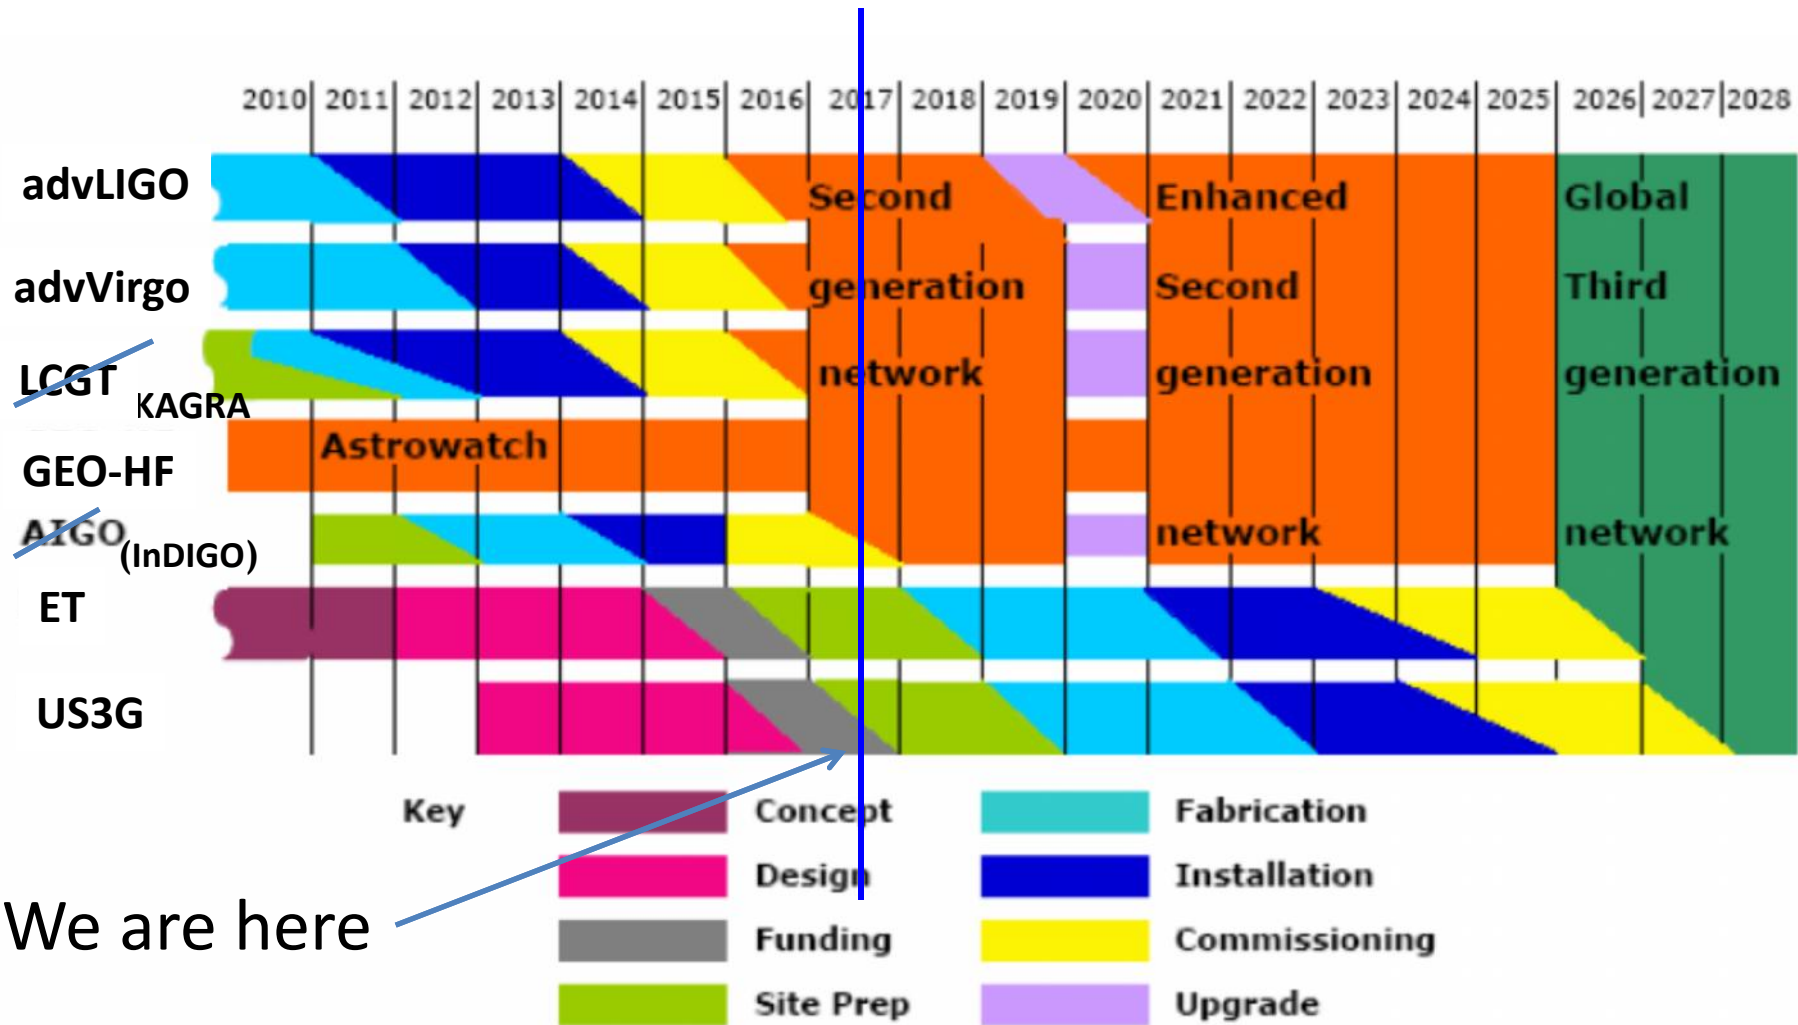 2010 2011 2012 2013 2014 2015 2016 2017 2018 2019 2020 2021 2022 2023 2024 2025 2026 2027 2028
advLIGO
Second
Enhanced
Global
advVirgo
generation
Second
Third
LCGT
KAGRA
network
generation
generation
Astrowatch
GEO-HF
AIGO
(InDIGO)
network
network
ET
US3G
Key
Concept
Fabrication
Design
Installation
We are here
Funding
Commissioning
Site Prep
Upgrade